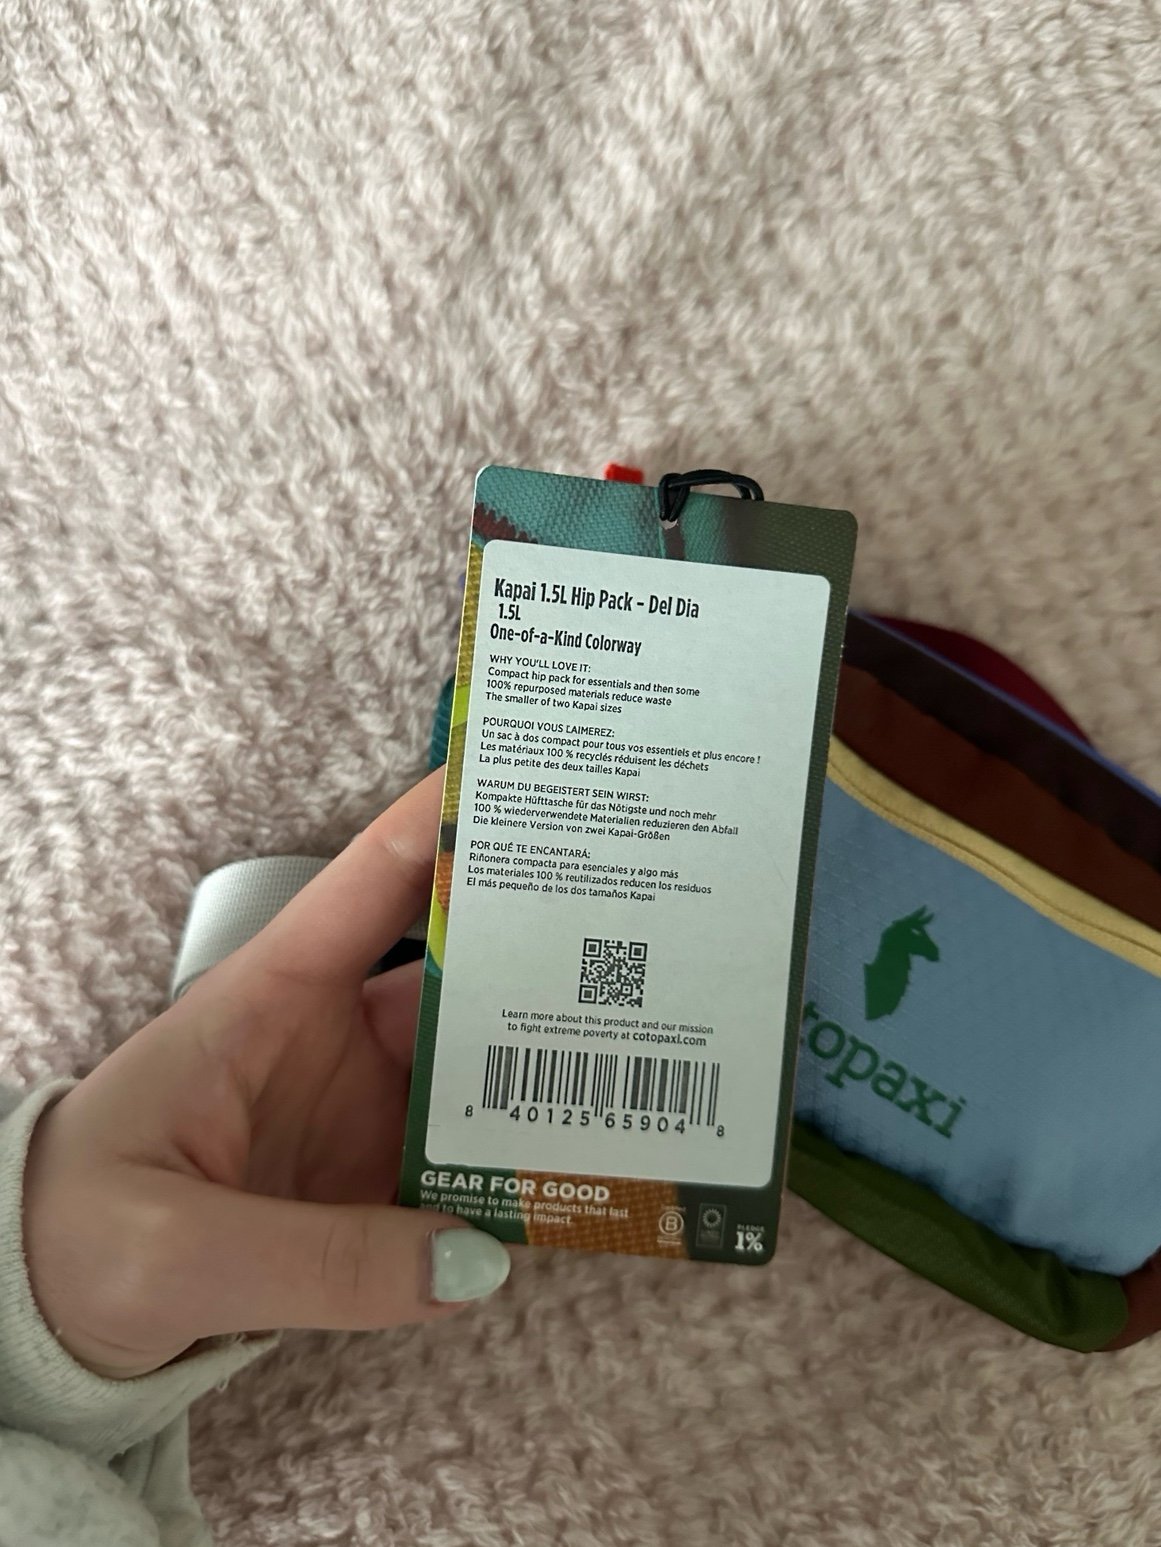 Kapai 1.5L Hip Pack - Del Dia
1.5L
One-of-a-Kind Colorway
WHY YOU'LL LOVE IT:
Compact hip pack for essentials and then some
100% repurposed materials reduce waste
The smaller of two Kapai sizes
POURQUOI VOUS L'AIMEREZ:
Un sac à dos compact pour tous vos essentiels et plus encore !
Les matériaux 100 % recyclés réduisent les déchets
La plus petite des deux tailles Kapai
WARUM DU BEGEISTERT SEIN WIRST:
Kompakte Hüfttasche für das Nötigste und noch mehr
100 % wiederverwendete Materialien reduzieren den Abfall
Die kleinere Version von zwei Kapai-Größen
POR QUÉ TE ENCANTARÁ:
Riñonera compacta para esenciales y algo más
Los materiales 100 % reutilizados reducen los residuos
El más pequeño de los dos tamaños Kapai
Learn more about this product and our mission
to fight extreme poverty at cotopaxi.com
8 40125 65904 8
GEAR FOR GOOD
We promise to make products that last
and to have a lasting impact.
B
1%
topaxi